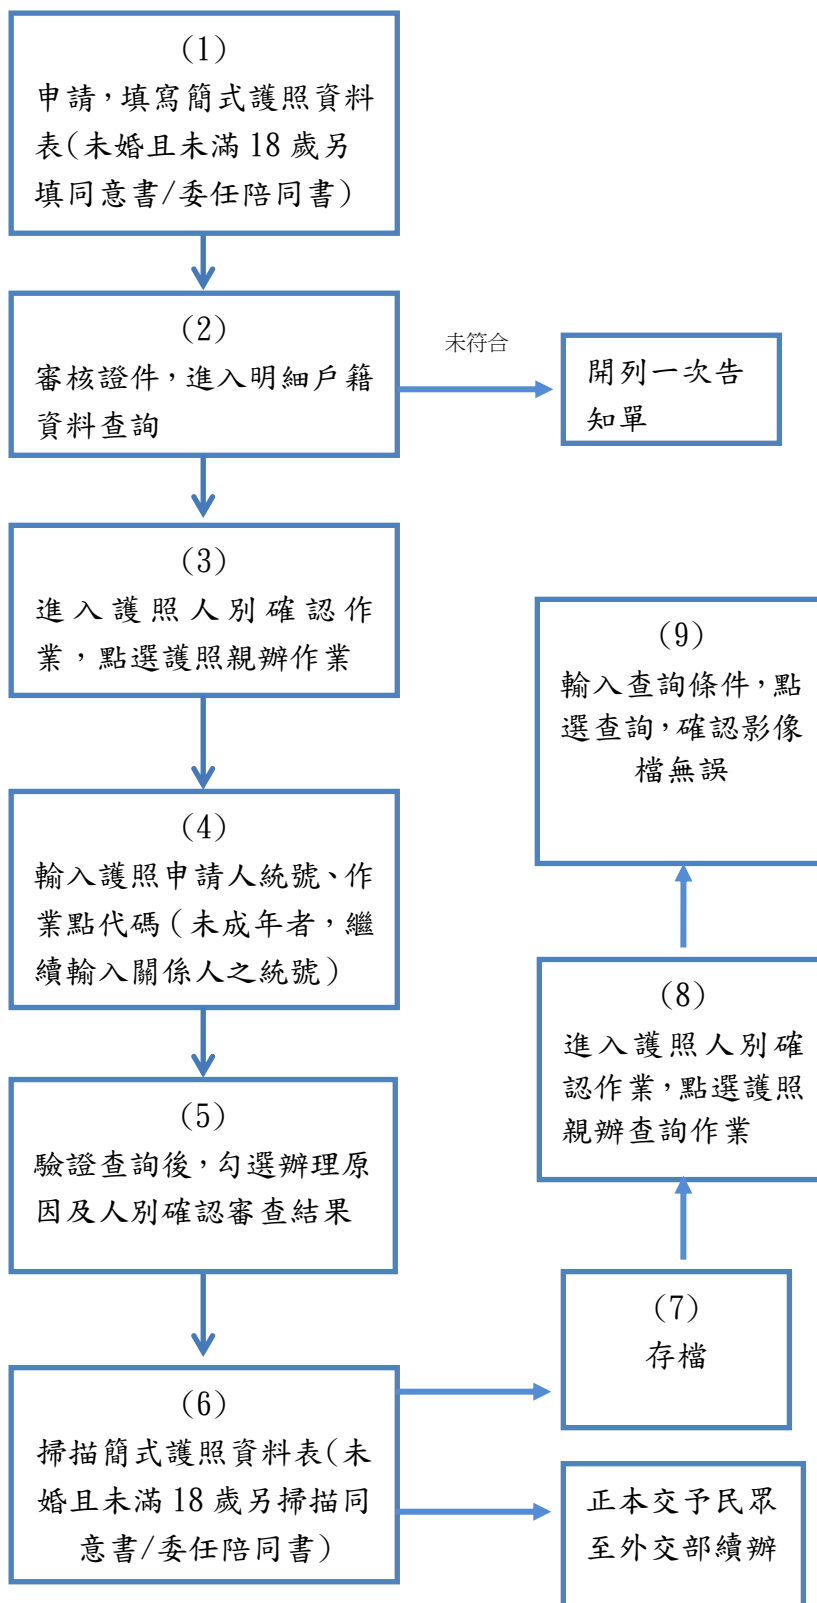 (1)
申請，填寫簡式護照資料
表(未婚且未滿 18 歲另
填同意書/委任陪同書)
(2)
審核證件，進入明細戶籍
資料查詢
未符合
開列一次告
知單
(3)
進入護照人別確認作
業，點選護照親辦作業
(4)
輸入護照申請人統號、作
業點代碼（未成年者，繼
續輸入關係人之統號）
(5)
驗證查詢後，勾選辦理原
因及人別確認審查結果
(6)
掃描簡式護照資料表(未
婚且未滿 18 歲另掃描同
意書/委任陪同書)
(7)
存檔
正本交予民眾
至外交部續辦
(8)
進入護照人別確
認作業，點選護照
親辦查詢作業
(9)
輸入查詢條件，點
選查詢，確認影像
檔無誤